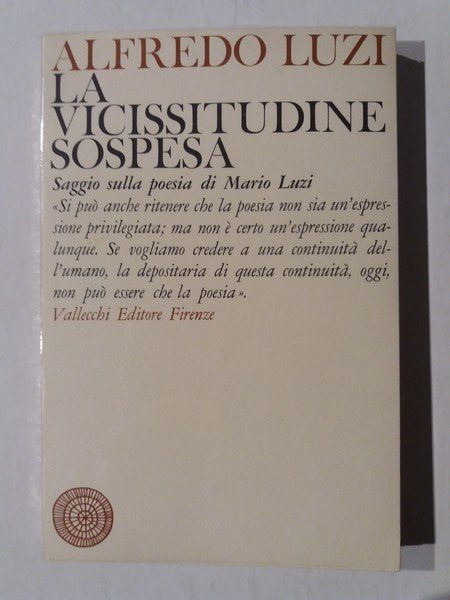 ALFREDO LUZI
LA
VICISSITUDINE
SOSPESA
Saggio sulla poesia di Mario Luzi
«Si può anche ritenere che la poesia non sia un'espres-
sione privilegiata; ma non è certo un'espressione qua-
lunque. Se vogliamo credere a una continuità del-
l'umano, la depositaria di questa continuità, oggi,
non può essere che la poesia».
Vallecchi Editore Firenze